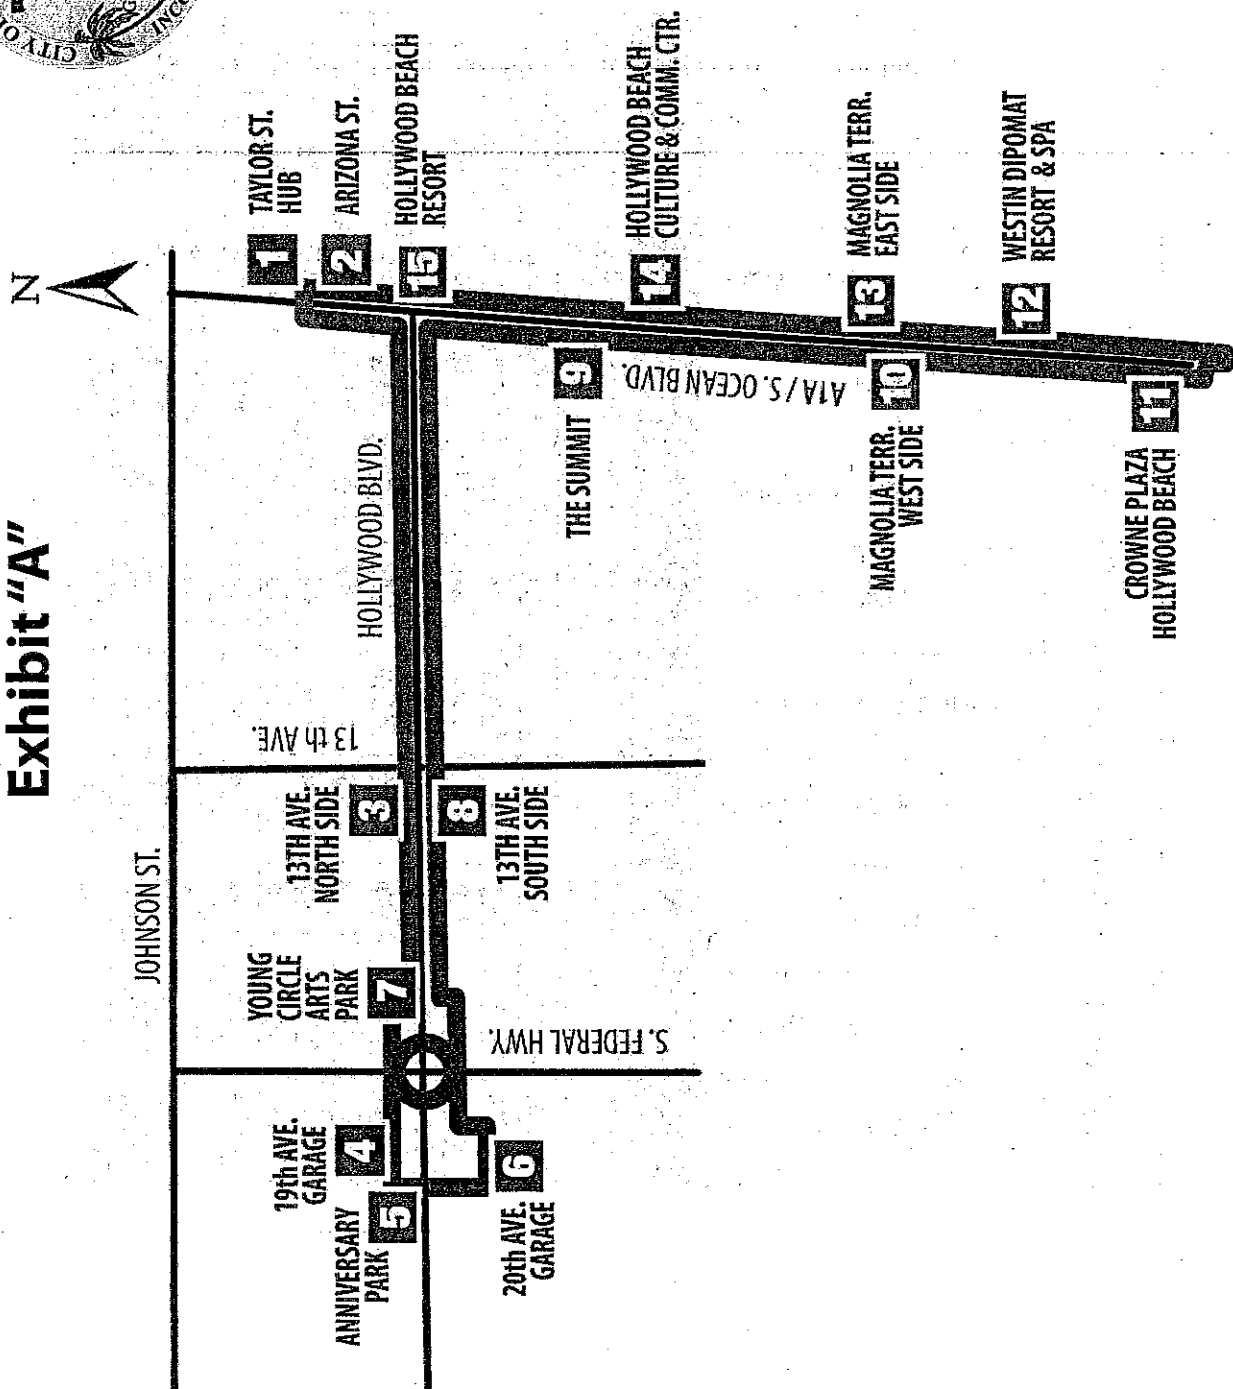 CITY OF
INCO
Exhibit "A"
N
JOHNSON ST.
1
TAYLOR ST.
HUB
2
ARIZONA ST.
15
HOLLYWOOD BEACH
RESORT
HOLLYWOOD BLVD.
13 th AVE.
3
13TH AVE.
NORTH SIDE
8
13TH AVE.
SOUTH SIDE
YOUNG
CIRCLE
ARTS
PARK
7
S. FEDERAL HWY.
19th AVE.
GARAGE
4
ANNIVERSARY
PARK
5
6
20th AVE.
GARAGE
9
THE SUMMIT
A1A / S. OCEAN BLVD.
14
HOLLYWOOD BEACH
CULTURE & COMM. CTR.
13
MAGNOLIA TERR.
EAST SIDE
10
MAGNOLIA TERR.
WEST SIDE
12
WESTIN DIPOMAT
RESORT & SPA
11
CROWNE PLAZA
HOLLYWOOD BEACH